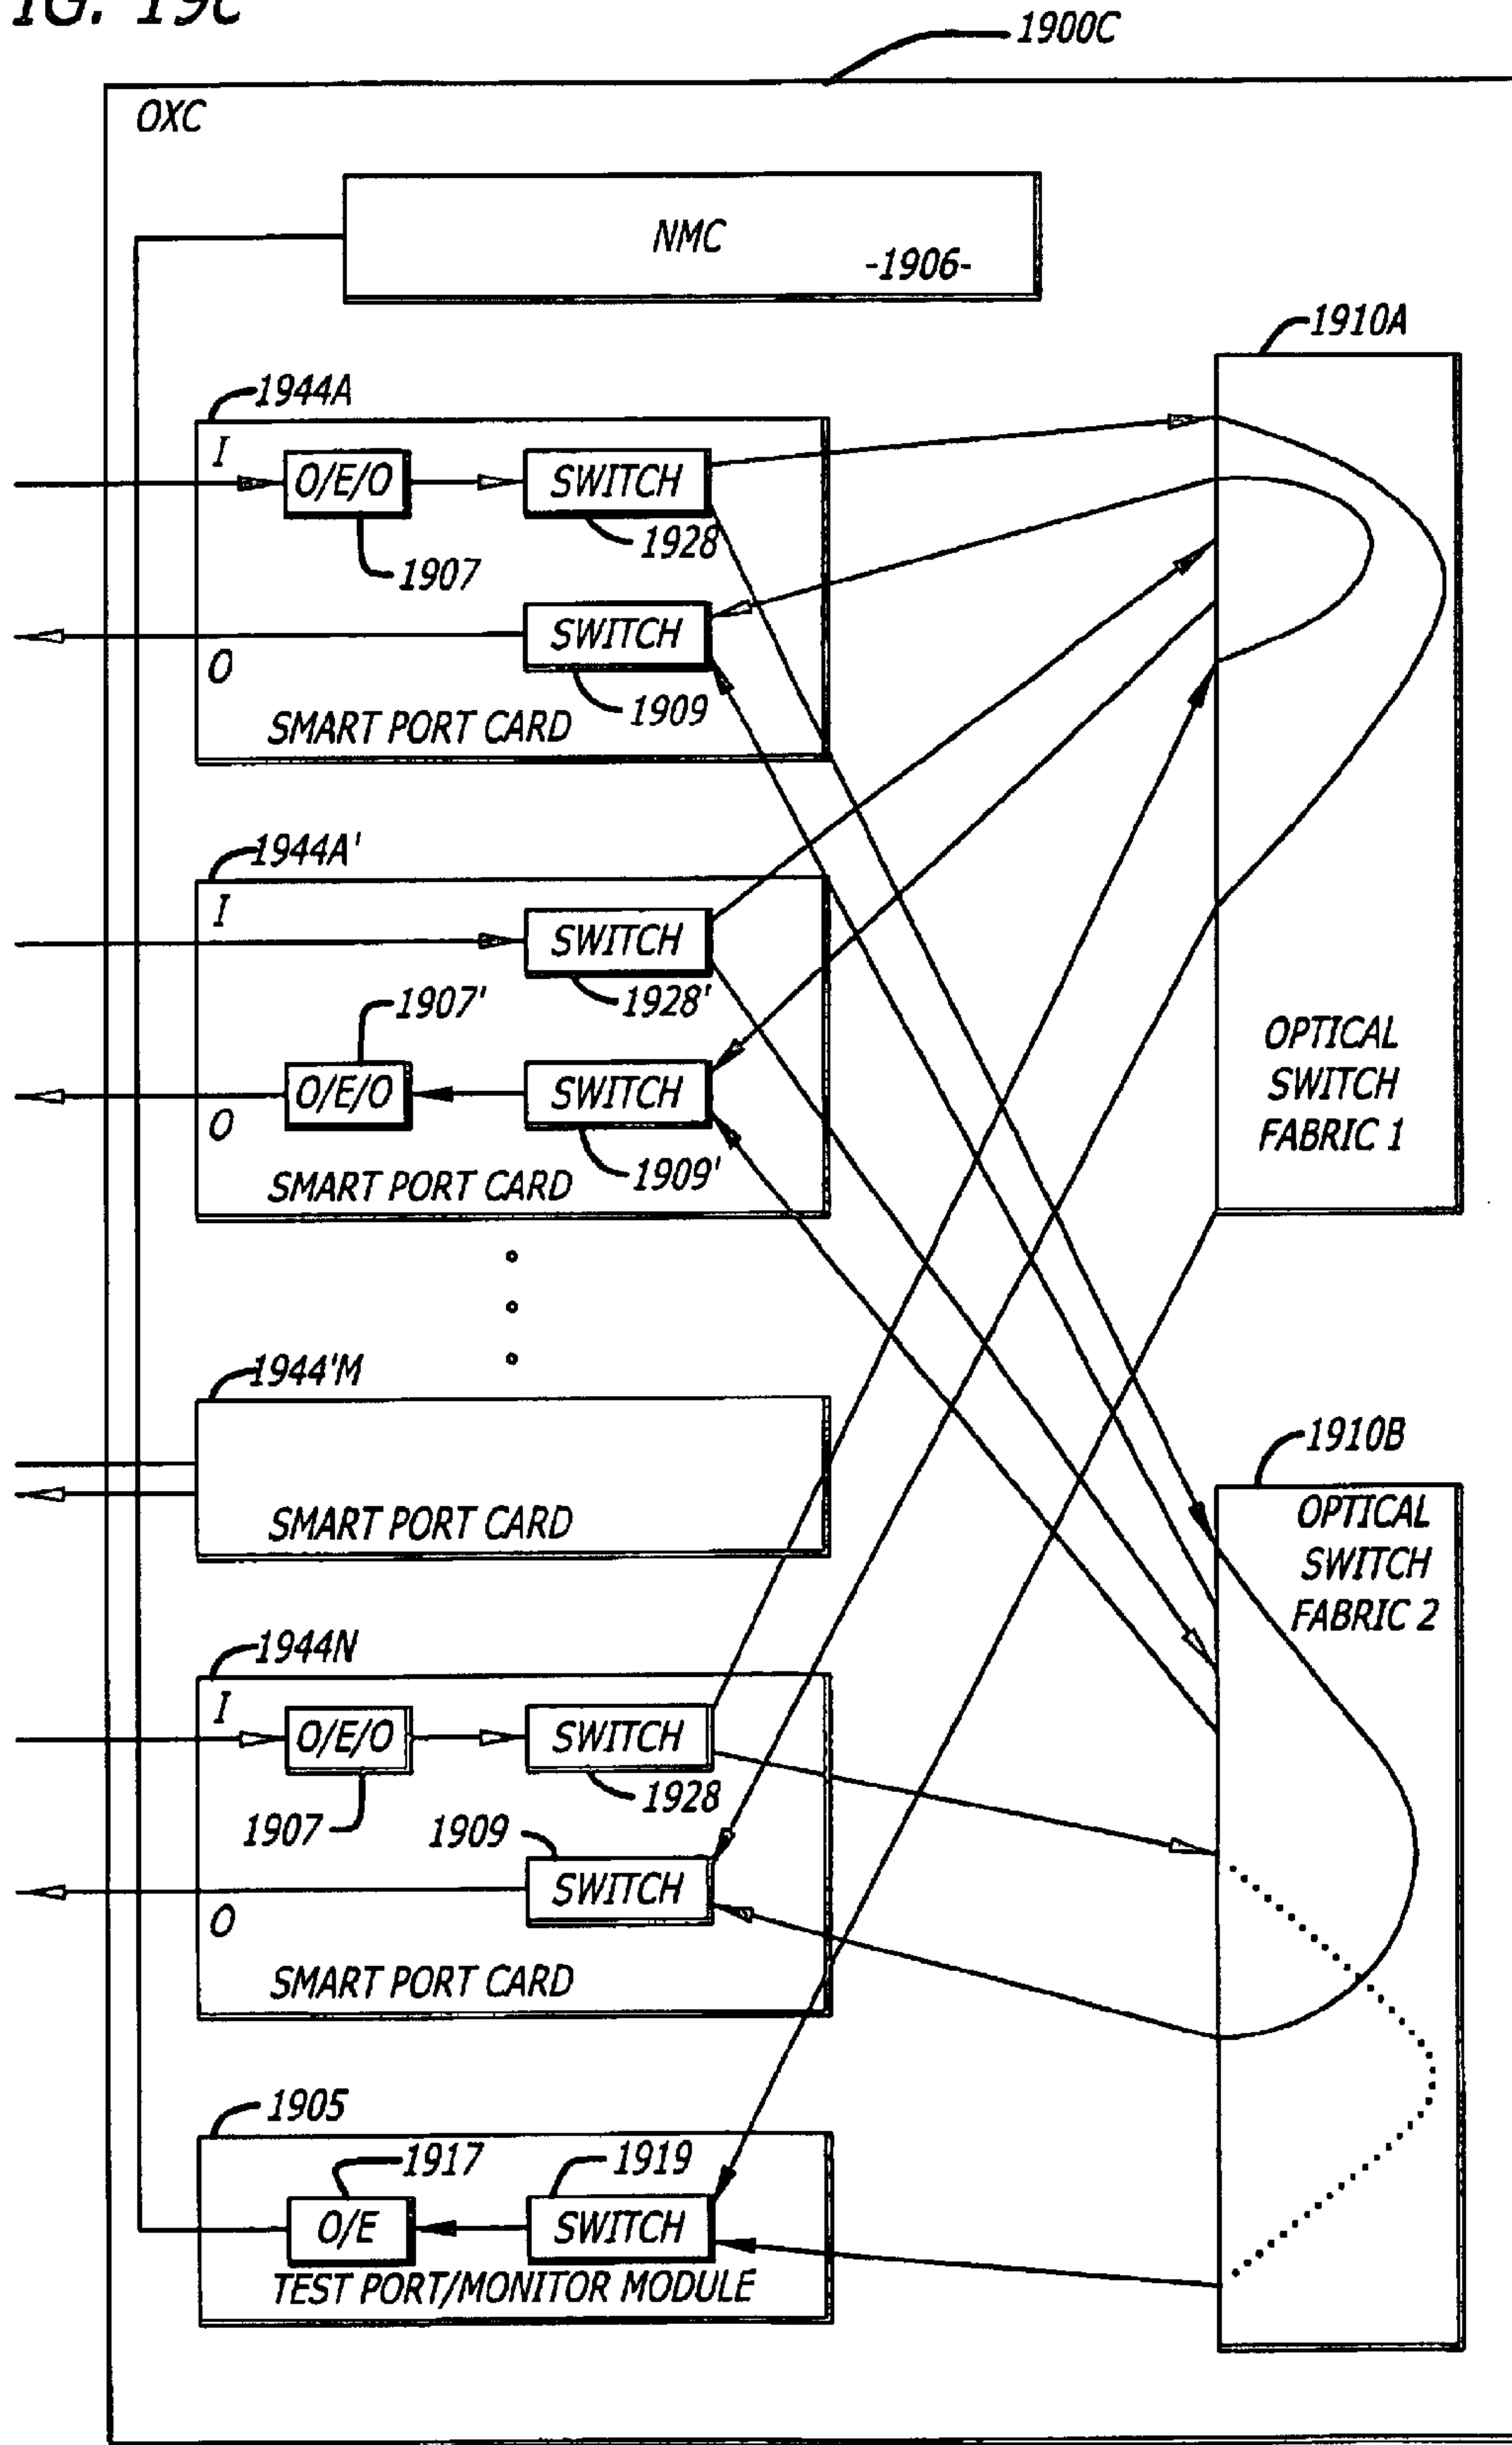 IG. 19C
1900C
OXC
NMC
-1906-
1910A
1944A
I
O/E/O
SWITCH
1928
1907
SWITCH
O
1909
SMART PORT CARD
1944A'
I
SWITCH
1907'
1928'
O/E/O
SWITCH
O
1909'
SMART PORT CARD
OPTICAL
SWITCH
FABRIC 1
1944'M
SMART PORT CARD
1910B
OPTICAL
SWITCH
FABRIC 2
1944N
I
O/E/O
SWITCH
1928
1907
1909
SWITCH
O
SMART PORT CARD
1905
1917
1919
O/E
SWITCH
TEST PORT/MONITOR MODULE